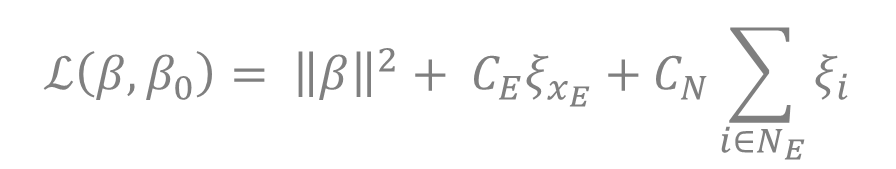 ℒ(β, β₀) = ‖β‖² + C_E ξ_{x_E} + C_N ∑_{i∈N_E} ξ_i